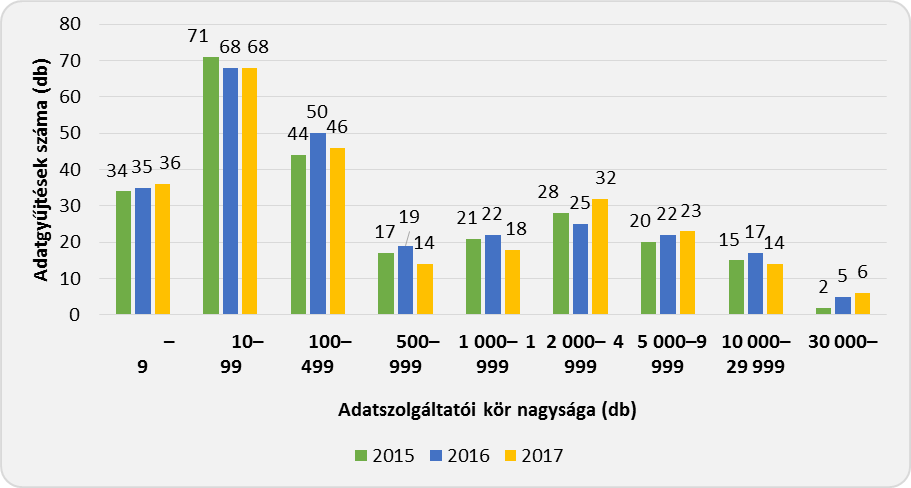 Adatgyűjtések száma (db)
80
70
60
50
40
30
20
10
0
34 35 36
71 68 68
44 50 46
17 19 14
21 22 18
28 25 32
20 22 23
15 17 14
2 5 6
– 10– 100– 500– 1 000– 1 2 000– 4 5 000–9 10 000– 30 000–
9 99 499 999 999 999 999 29 999
Adatszolgáltatói kör nagysága (db)
2015 2016 2017